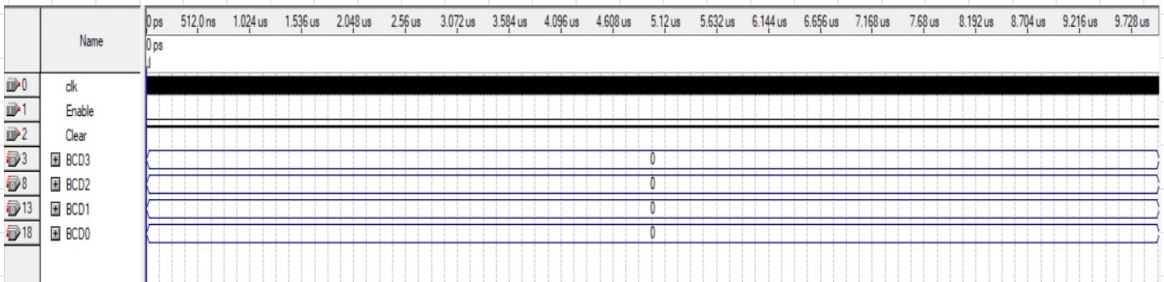 Name
0 ps 512.0 ns 1.024 us 1.536 us 2.048 us 2.56 us 3.072 us 3.584 us 4.096 us 4.608 us 5.12 us 5.632 us 6.144 us 6.656 us 7.168 us 7.68 us 8.192 us 8.704 us 9.216 us 9.728 us
0 ps
0 clk
1 Enable
2 Clear
3 BCD3 0
8 BCD2 0
13 BCD1 0
18 BCD0 0